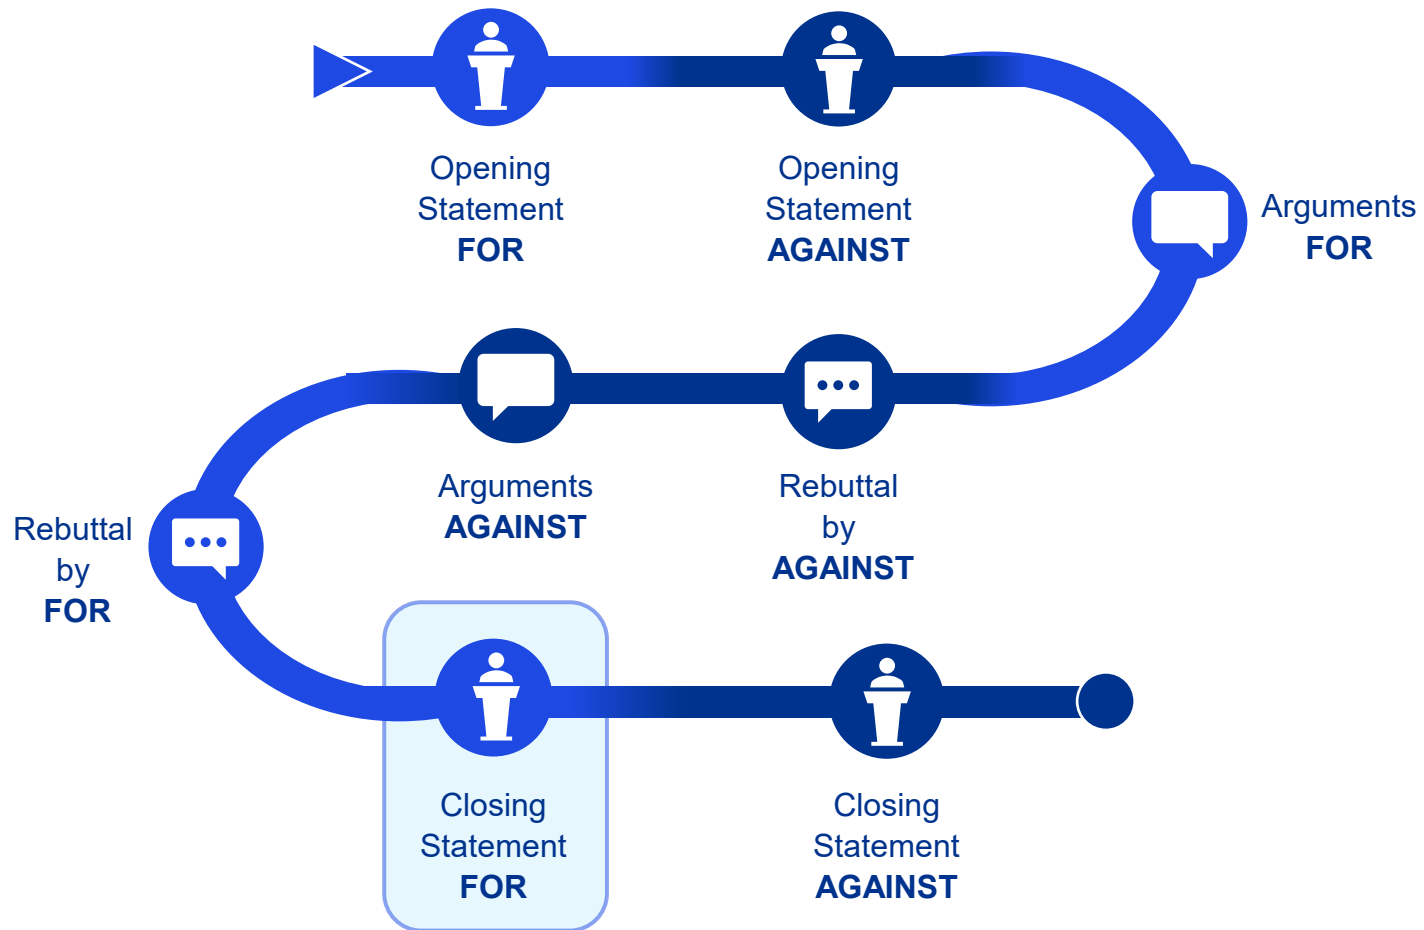 Opening
Statement
FOR
Opening
Statement
AGAINST
Arguments
FOR
Rebuttal
by
AGAINST
Arguments
AGAINST
Rebuttal
by
FOR
Closing
Statement
FOR
Closing
Statement
AGAINST